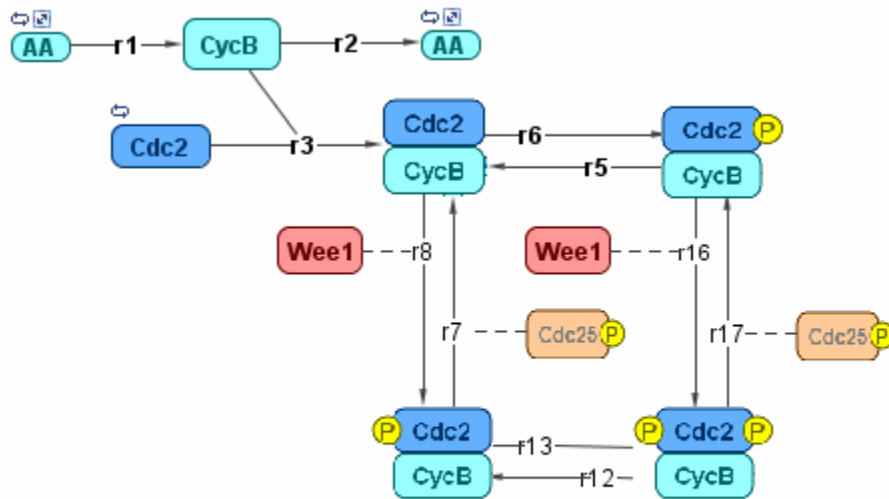 AA r1 CycB r2 AA
Cdc2 r3 Cdc2 r6 Cdc2 P
CycB r5 CycB
Wee1 r8 Wee1 r16
r7 Cdc25 P r17 Cdc25 P
P Cdc2 r13 P Cdc2 P
CycB r12 CycB